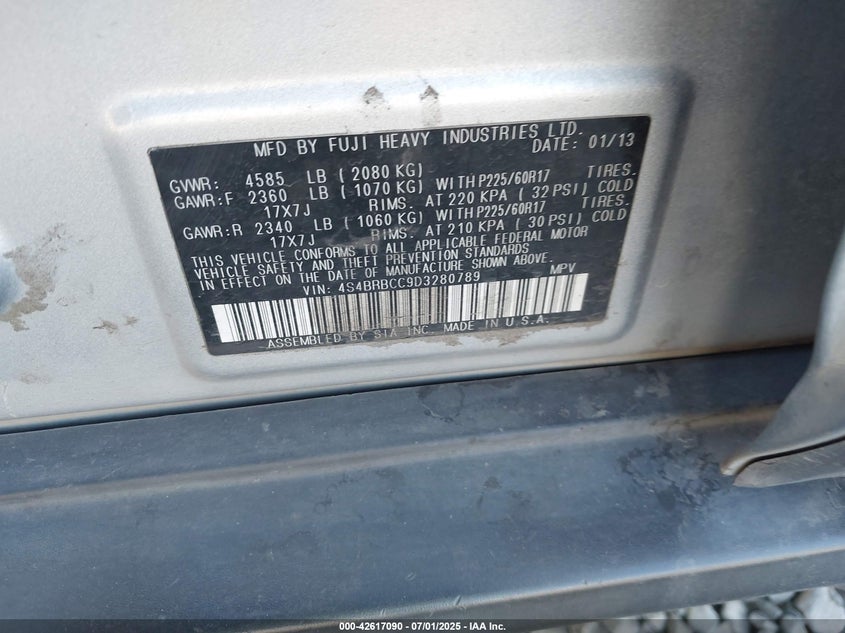 MFD BY FUJI HEAVY INDUSTRIES LTD.
DATE: 01/13
GVWR: 4585 LB ( 2080 KG)
GAWR:F 2360 LB ( 1070 KG) WITH P225/60R17 TIRES.
17X7J RIMS. AT 220 KPA ( 32 PSI) COLD
GAWR:R 2340 LB ( 1060 KG) WITH P225/60R17 TIRES.
17X7J RIMS. AT 210 KPA ( 30 PSI) COLD
THIS VEHICLE CONFORMS TO ALL APPLICABLE FEDERAL MOTOR
VEHICLE SAFETY AND THEFT PREVENTION STANDARDS
IN EFFECT ON THE DATE OF MANUFACTURE SHOWN ABOVE.
VIN: 4S4BRBCC9D3280789 MPV
ASSEMBLED BY SIA INC. MADE IN U.S.A.
000-42617090 - 07/01/2025 - IAA Inc.